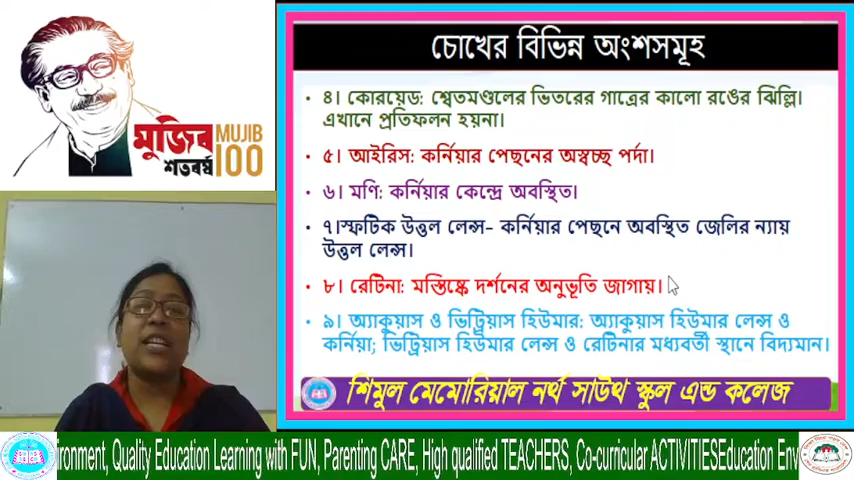 মুজিব
শতবর্ষ
MUJIB
100
চোখের বিভিন্ন অংশসমূহ
• ৪। কোরয়েড: শ্বেতমণ্ডলের ভিতরের গাত্রের কালো রঙের ঝিল্লি।
এখানে প্রতিফলন হয়না।
• ৫। আইরিস: কর্নিয়ার পেছনের অস্বচ্ছ পর্দা।
• ৬। মণি: কর্নিয়ার কেন্দ্রে অবস্থিত।
• ৭।স্ফটিক উত্তল লেন্স- কর্নিয়ার পেছনে অবস্থিত জেলির ন্যায়
উত্তল লেন্স।
• ৮। রেটিনা: মস্তিষ্কে দর্শনের অনুভূতি জাগায়।
• ৯। অ্যাকুয়াস ও ভিট্রিয়াস হিউমার: অ্যাকুয়াস হিউমার লেন্স ও
কর্নিয়া; ভিট্রিয়াস হিউমার লেন্স ও রেটিনার মধ্যবর্তী স্থানে বিদ্যমান।
শিমুল মেমোরিয়াল নর্থ সাউথ স্কুল এন্ড কলেজ
ironment, Quality Education Learning with FUN, Parenting CARE, High qualified TEACHERS, Co-curricular ACTIVITIESEducation Env